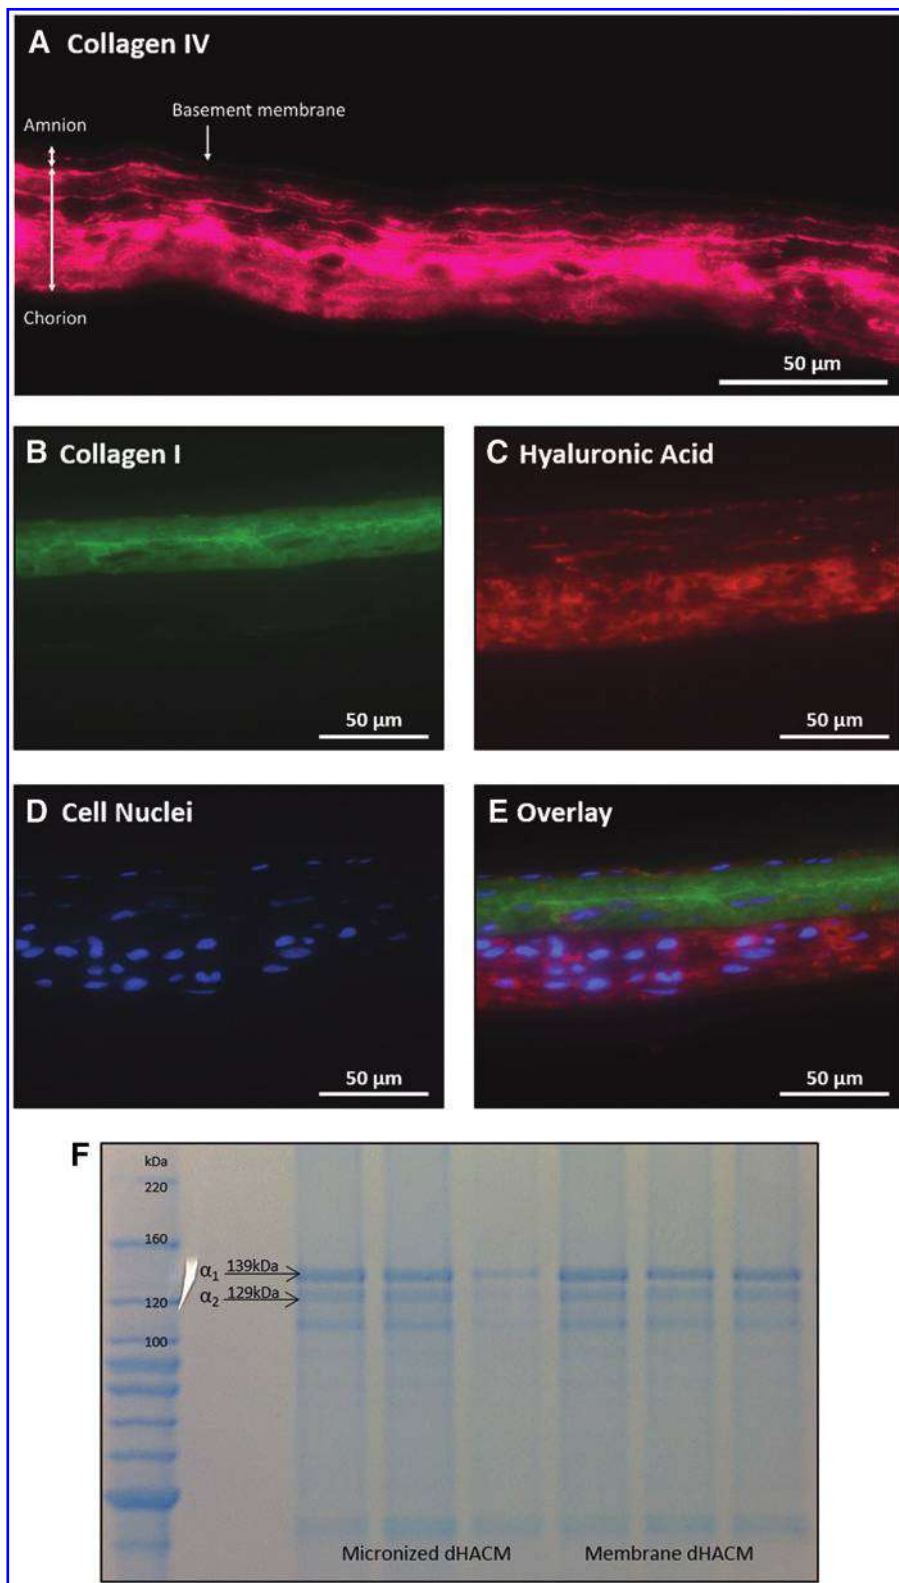 A Collagen IV
Basement membrane
Amnion
Chorion
50 µm
B Collagen I
50 µm
C Hyaluronic Acid
50 µm
D Cell Nuclei
50 µm
E Overlay
50 µm
F
kDa
220
160
α1 139kDa
α2 129kDa
120
100
Micronized dHACM
Membrane dHACM